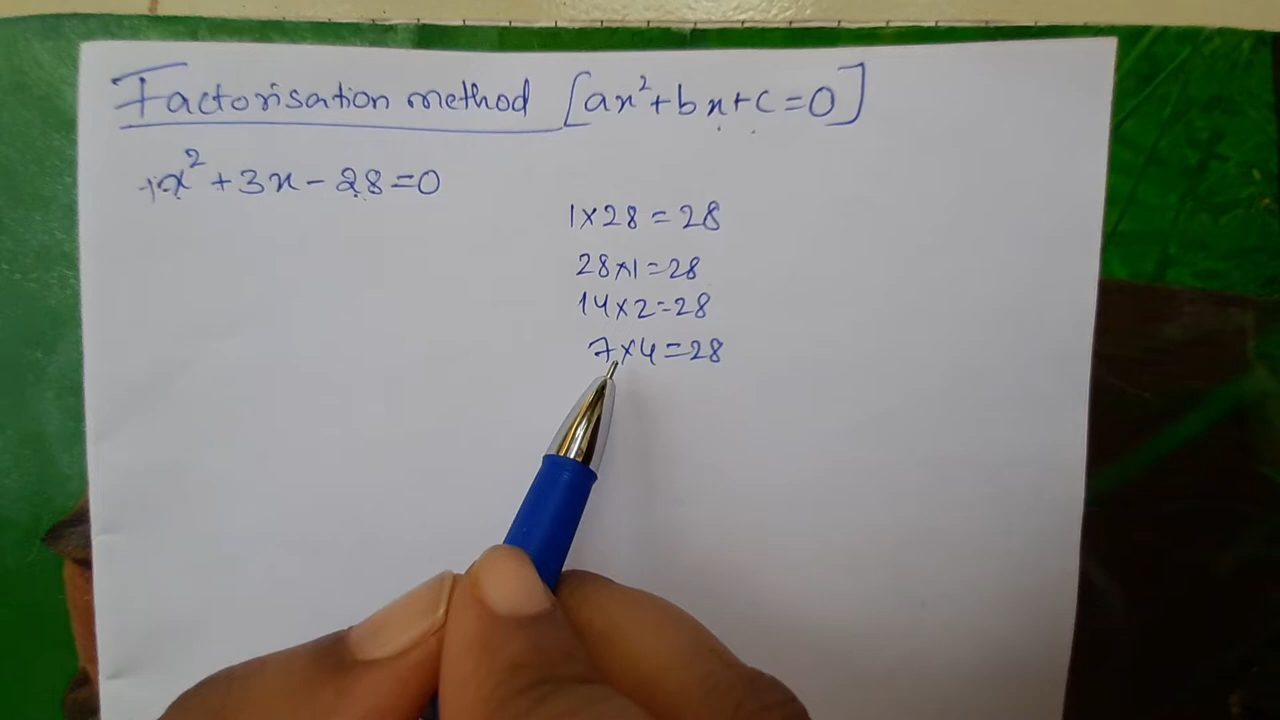 Factorisation method [ax²+bx+c=0]
1x²+3x-28=0
1×28=28
28×1=28
14×2=28
7×4=28